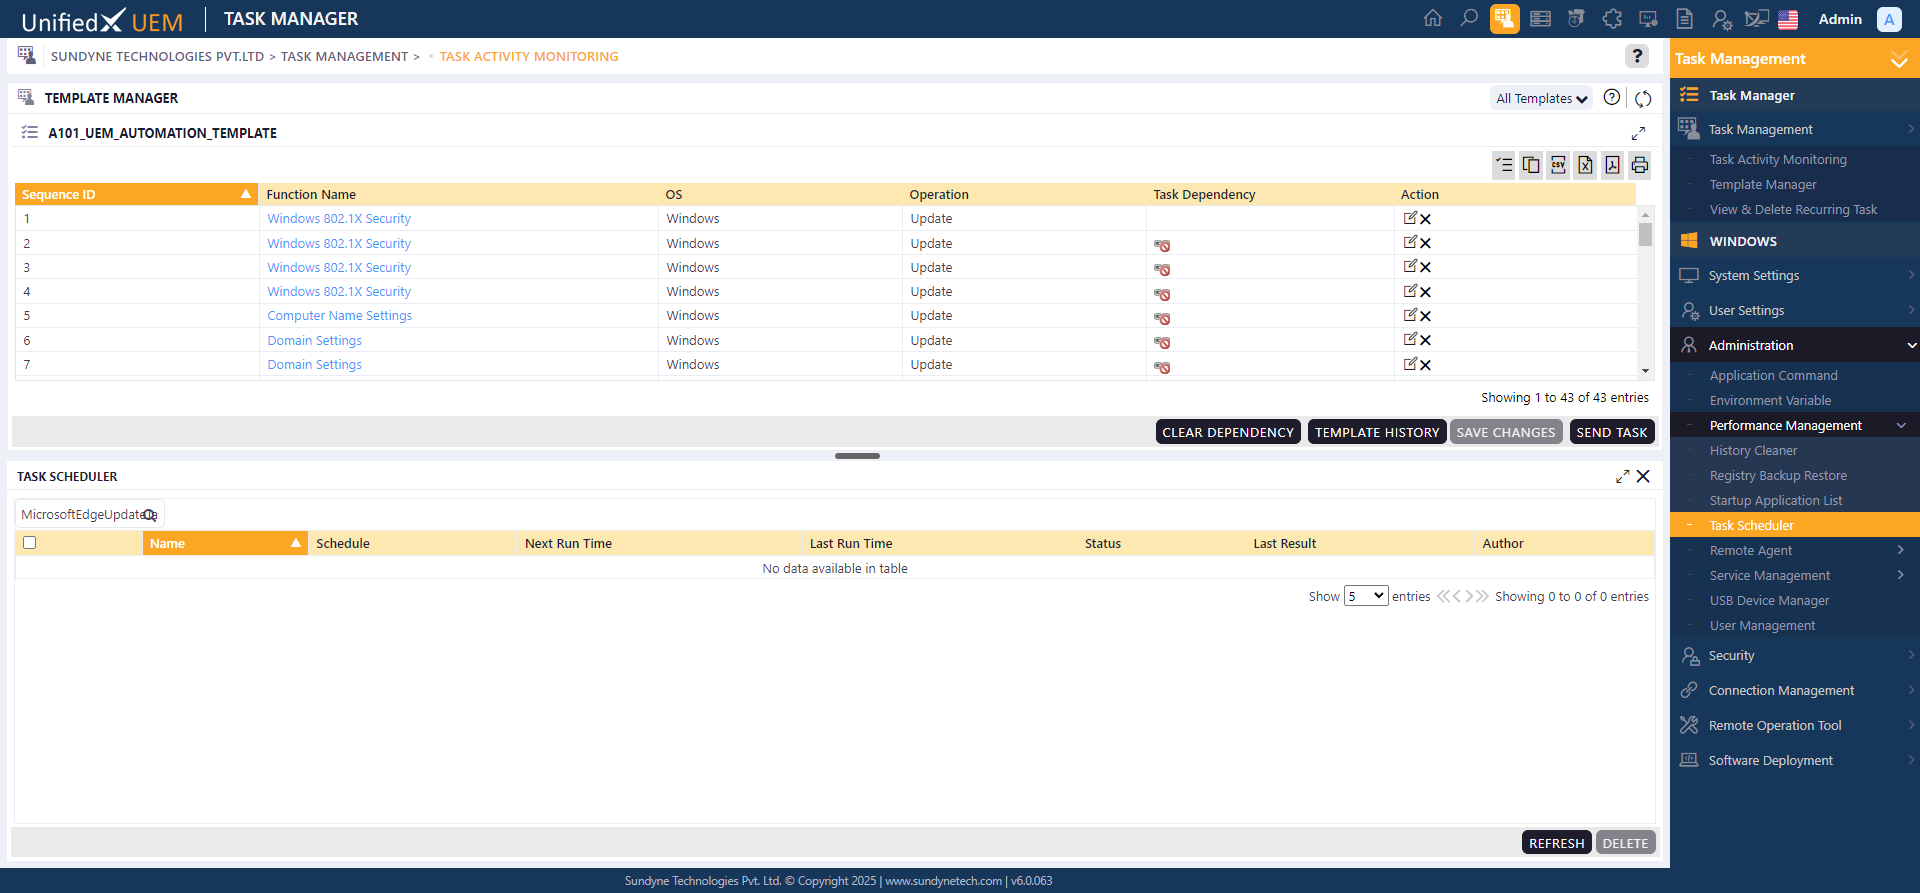 UnifiedX UEM TASK MANAGER Admin A
SUNDYNE TECHNOLOGIES PVT.LTD > TASK MANAGEMENT > • TASK ACTIVITY MONITORING ?
TEMPLATE MANAGER All Templates ?
A101_UEM_AUTOMATION_TEMPLATE
CSV
Sequence ID Function Name OS Operation Task Dependency Action
1 Windows 802.1X Security Windows Update
2 Windows 802.1X Security Windows Update
3 Windows 802.1X Security Windows Update
4 Windows 802.1X Security Windows Update
5 Computer Name Settings Windows Update
6 Domain Settings Windows Update
7 Domain Settings Windows Update
Showing 1 to 43 of 43 entries
CLEAR DEPENDENCY TEMPLATE HISTORY SAVE CHANGES SEND TASK
TASK SCHEDULER
MicrosoftEdgeUpdate
Name Schedule Next Run Time Last Run Time Status Last Result Author
No data available in table
Show 5 entries Showing 0 to 0 of 0 entries
REFRESH DELETE
Task Management
Task Manager
Task Management
Task Activity Monitoring
Template Manager
View & Delete Recurring Task
WINDOWS
System Settings
User Settings
Administration
Application Command
Environment Variable
Performance Management
History Cleaner
Registry Backup Restore
Startup Application List
Task Scheduler
Remote Agent
Service Management
USB Device Manager
User Management
Security
Connection Management
Remote Operation Tool
Software Deployment
Sundyne Technologies Pvt. Ltd. © Copyright 2025 | www.sundynetech.com | v6.0.063